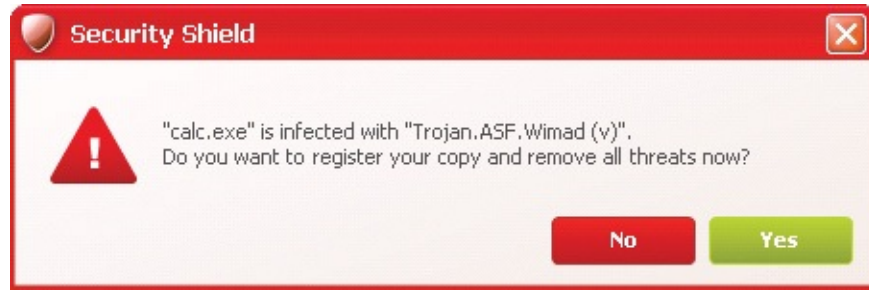 Security Shield
"calc.exe" is infected with "Trojan.ASF.Wimad (v)".
Do you want to register your copy and remove all threats now?
No Yes